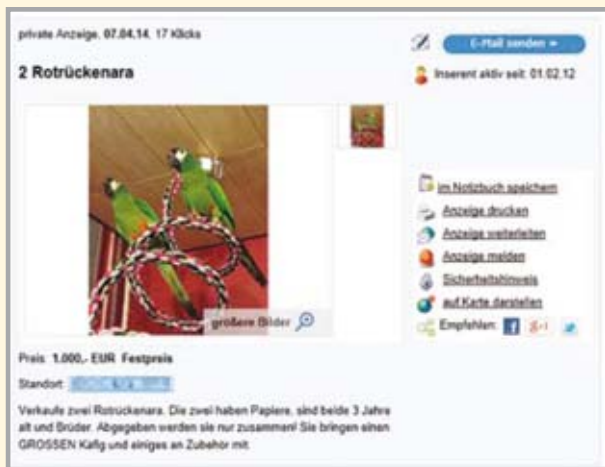 private Anzeige, 07.04.14, 17 Klicks
E-Mail senden
2 Rotrückenara
Inserent aktiv seit: 01.02.12
im Notizbuch speichern
Anzeige drucken
Anzeige weiterleiten
Anzeige melden
Sicherheitshinweis
auf Karte darstellen
Empfehlen:
größere Bilder
Preis 1.000,- EUR Festpreis
Standort
Verkaufe zwei Rotrückenara. Die zwei haben Papiere, sind beide 3 Jahre
alt und Brüder. Abgegeben werden sie nur zusammen! Sie bringen einen
GROSSEN Käfig und einiges an Zubehör mit.